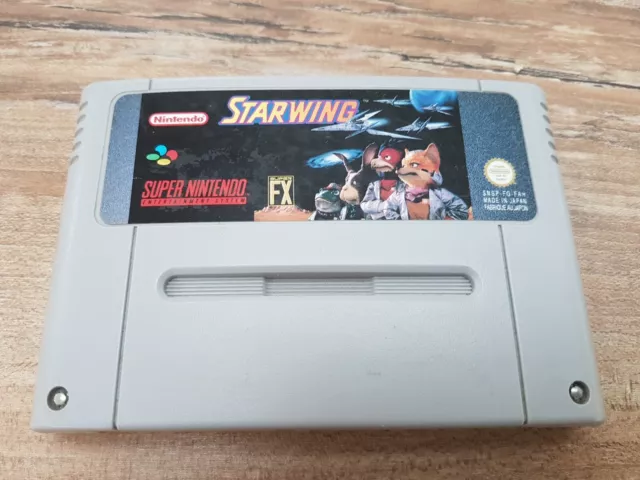 Nintendo
STARWING
SUPER NINTENDO
ENTERTAINMENT SYSTEM
FX
SNSP-FO-FAH
MADE IN JAPAN
FABRIQUE AU JAPON